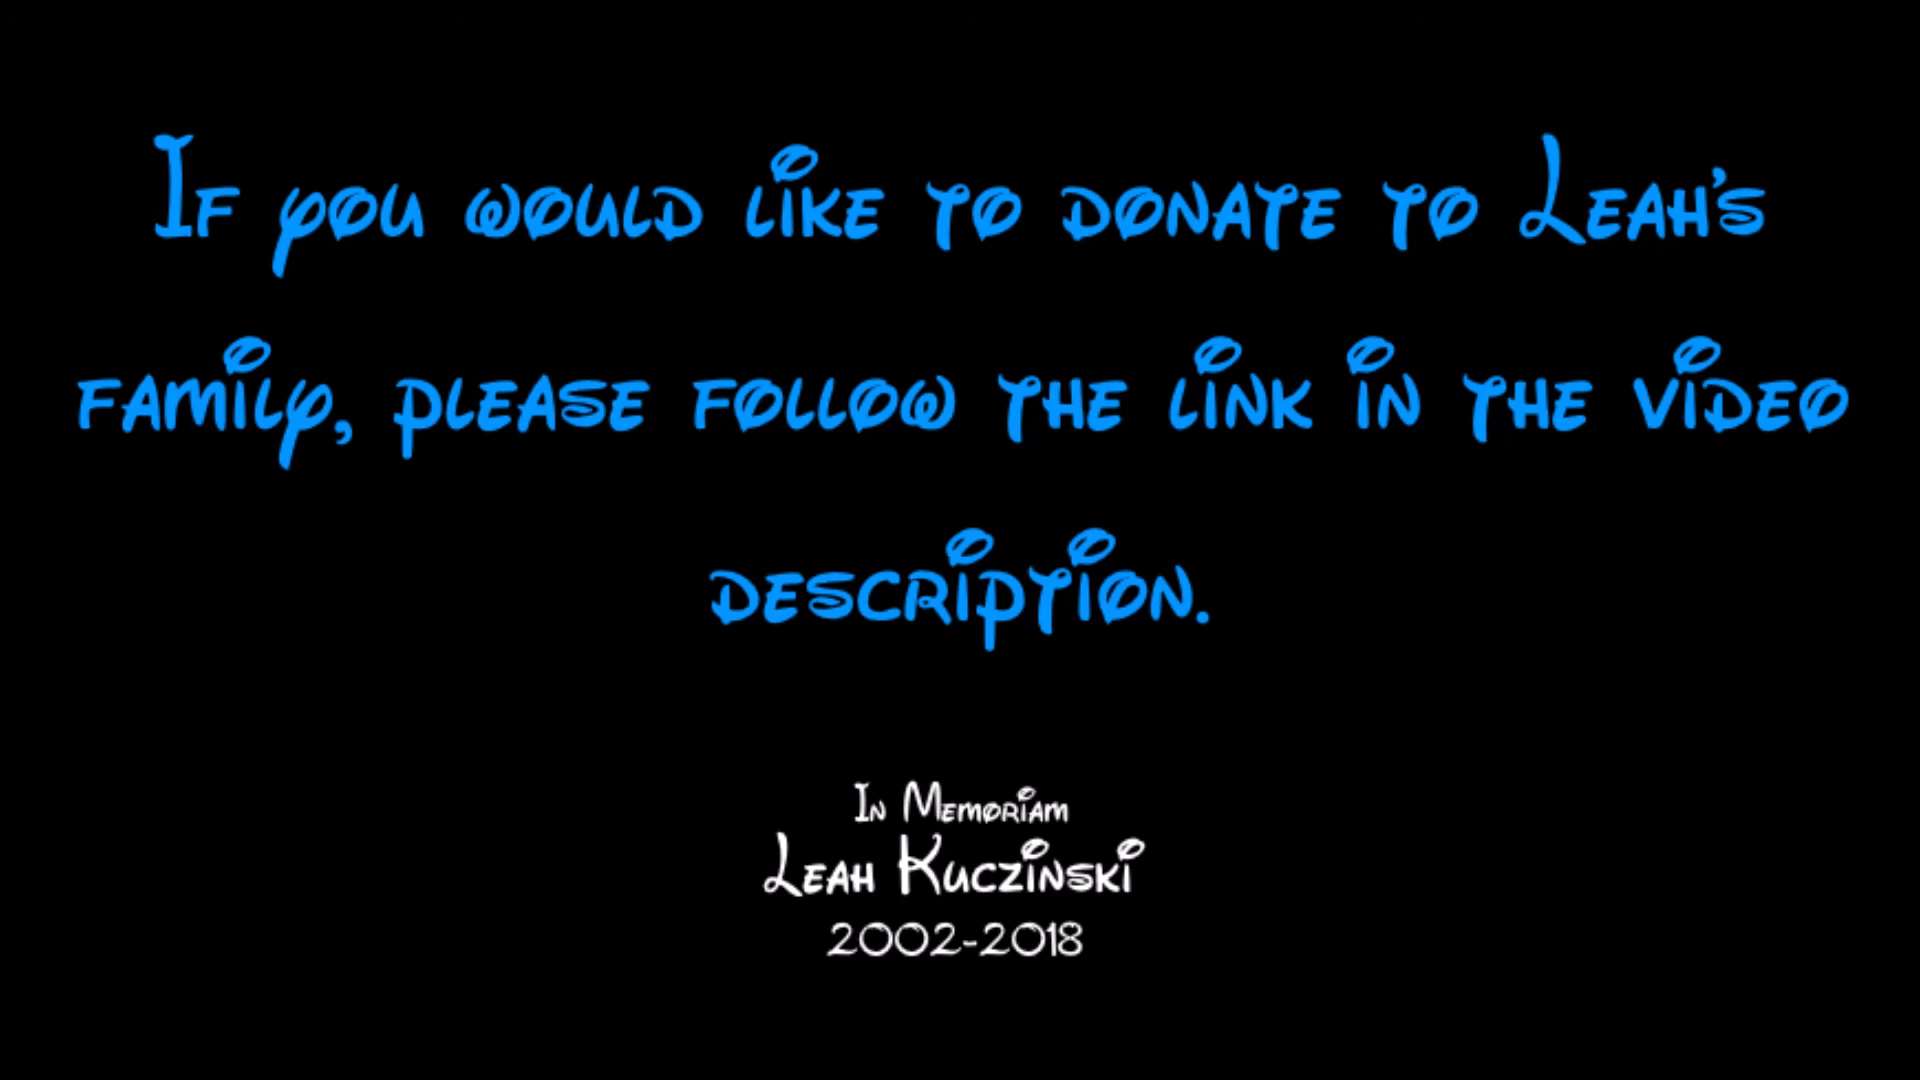 If you would like to donate to Leah's
family, please follow the link in the video
description.
In Memoriam
Leah Kuczinski
2002-2018